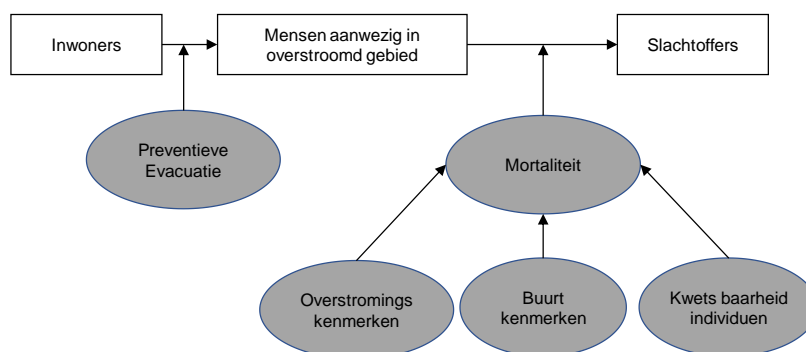 Inwoners
Mensen aanwezig in
overstroomd gebied
Slachtoffers
Preventieve
Evacuatie
Mortaliteit
Overstromings
kenmerken
Buurt
kenmerken
Kwets baarheid
individuen